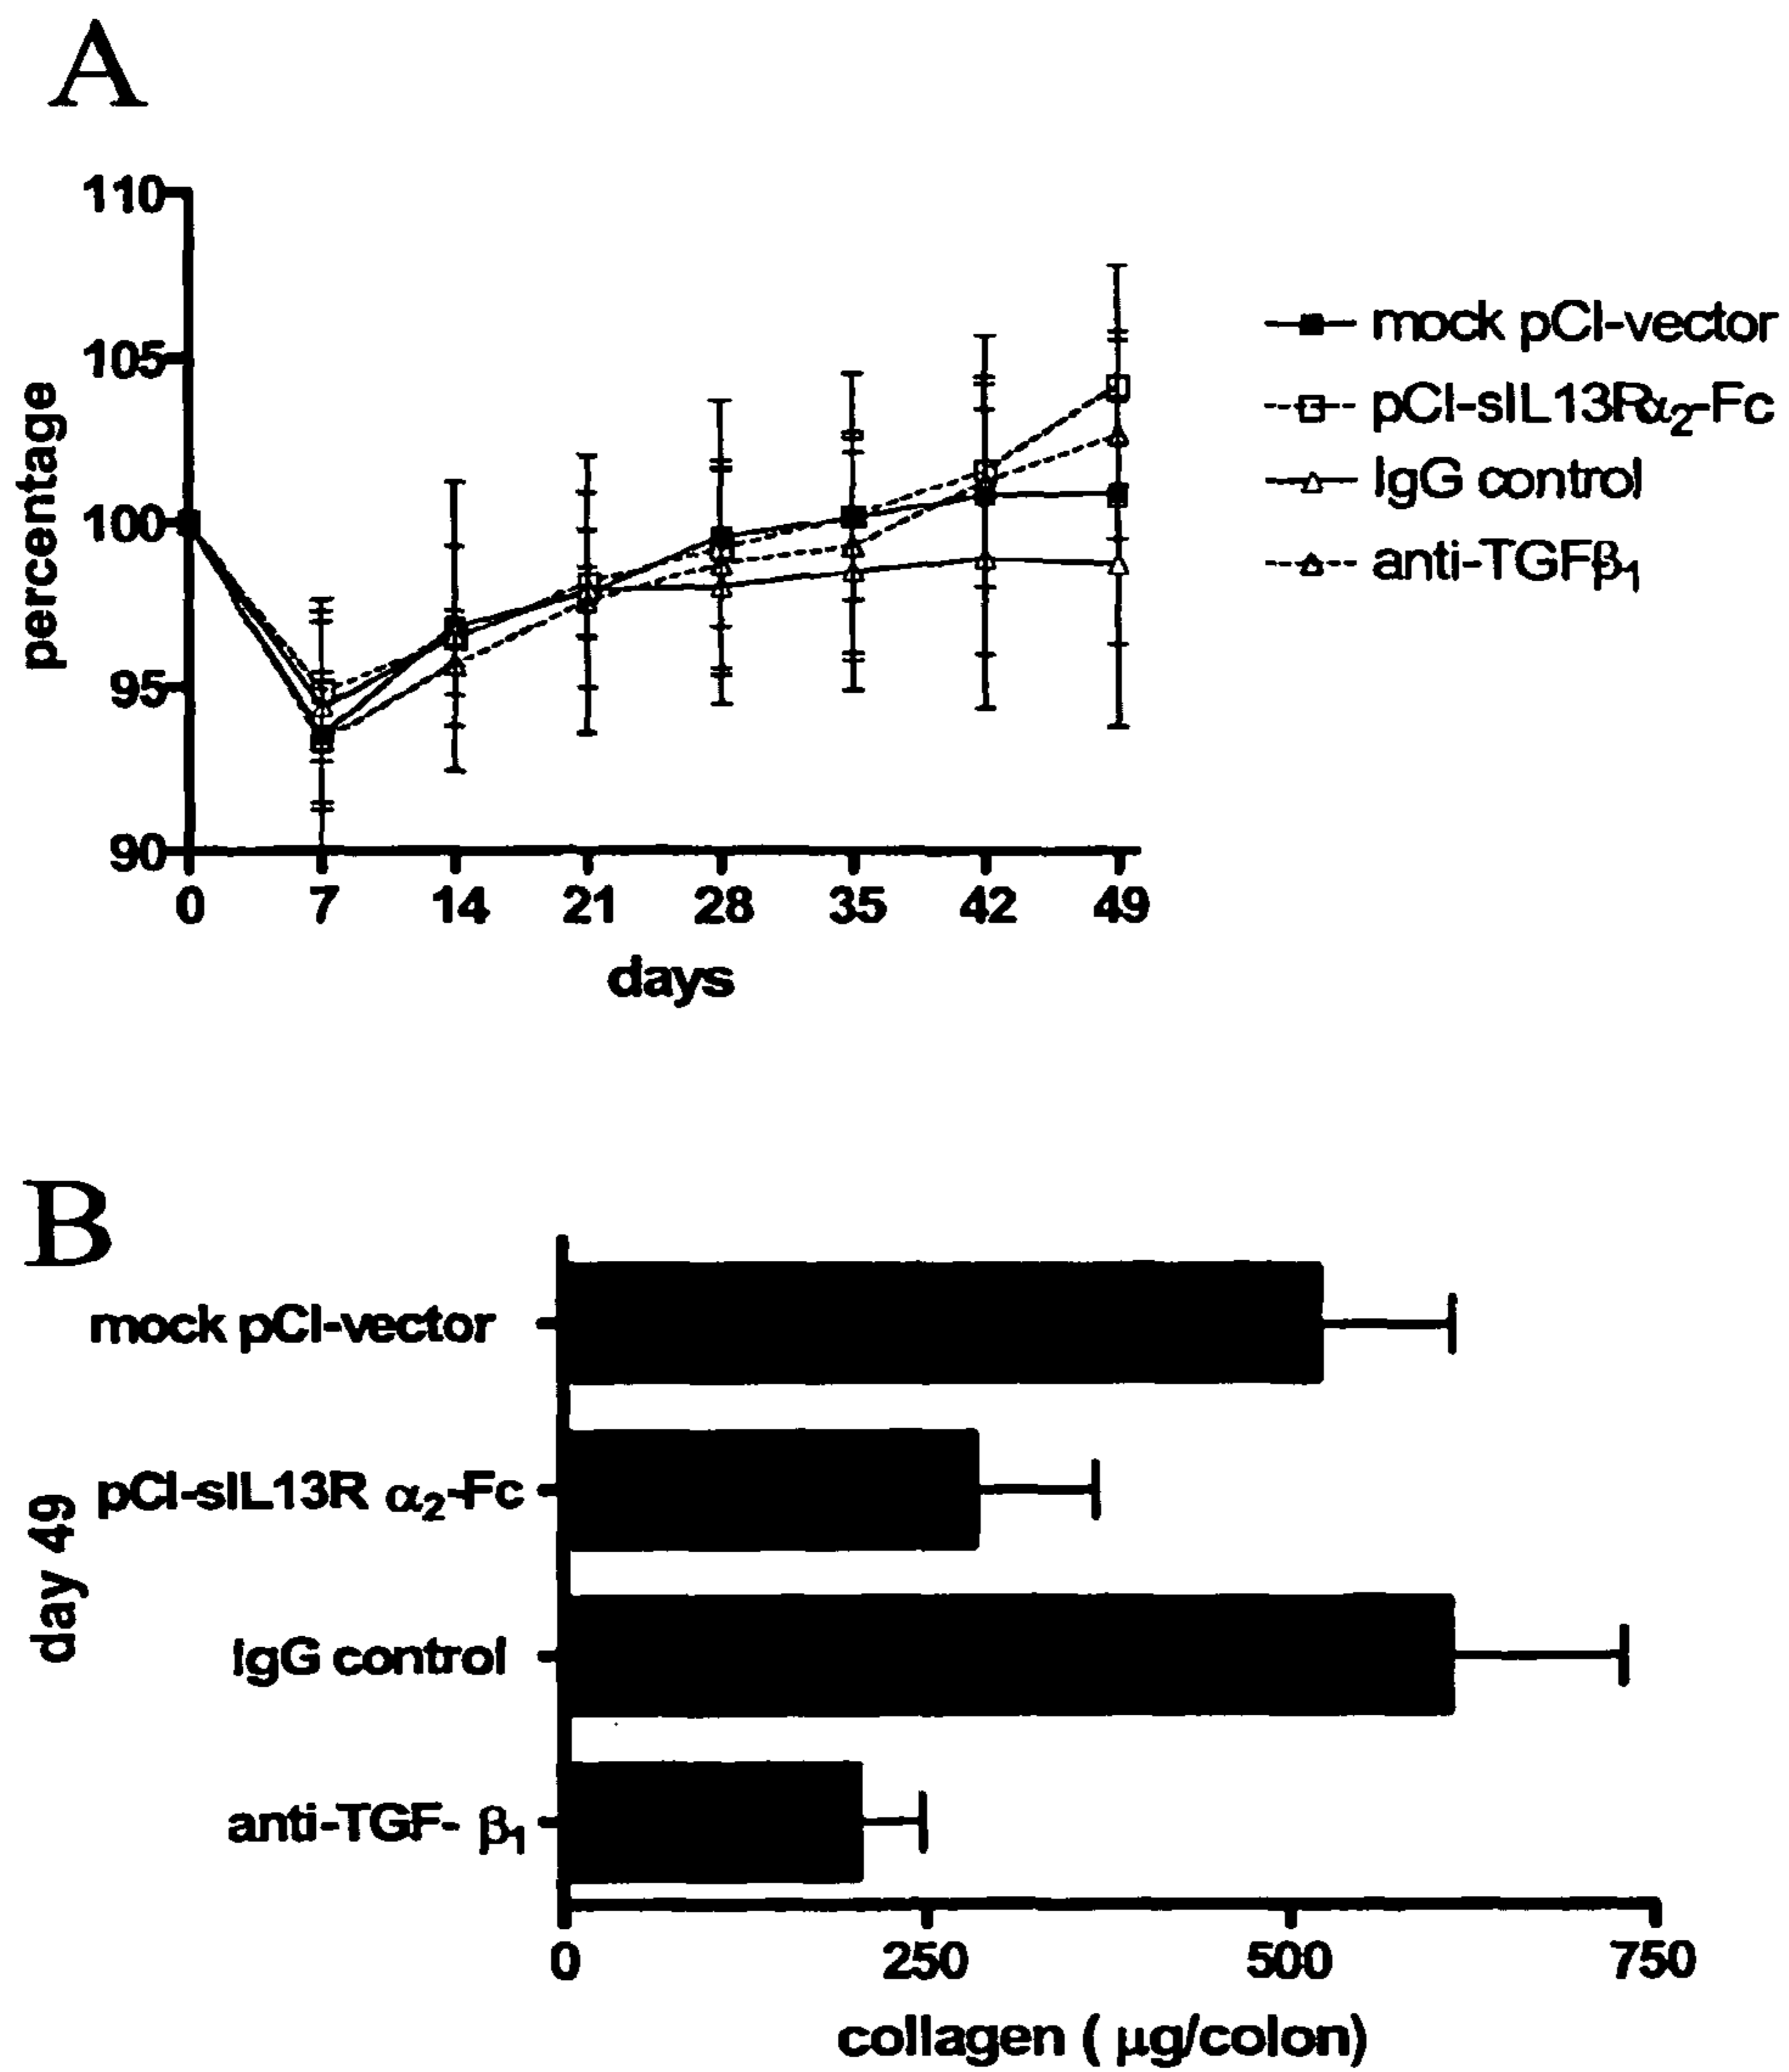 A
110
105
100
95
90
percentage
0 7 14 21 28 35 42 49
days
mock pCI-vector
pCI-sIL13Rα₂-Fc
IgG control
anti-TGFβ₁
B
day 49
mock pCI-vector
pCI-sIL13R α₂-Fc
IgG control
anti-TGF- β₁
0 250 500 750
collagen ( μg/colon)